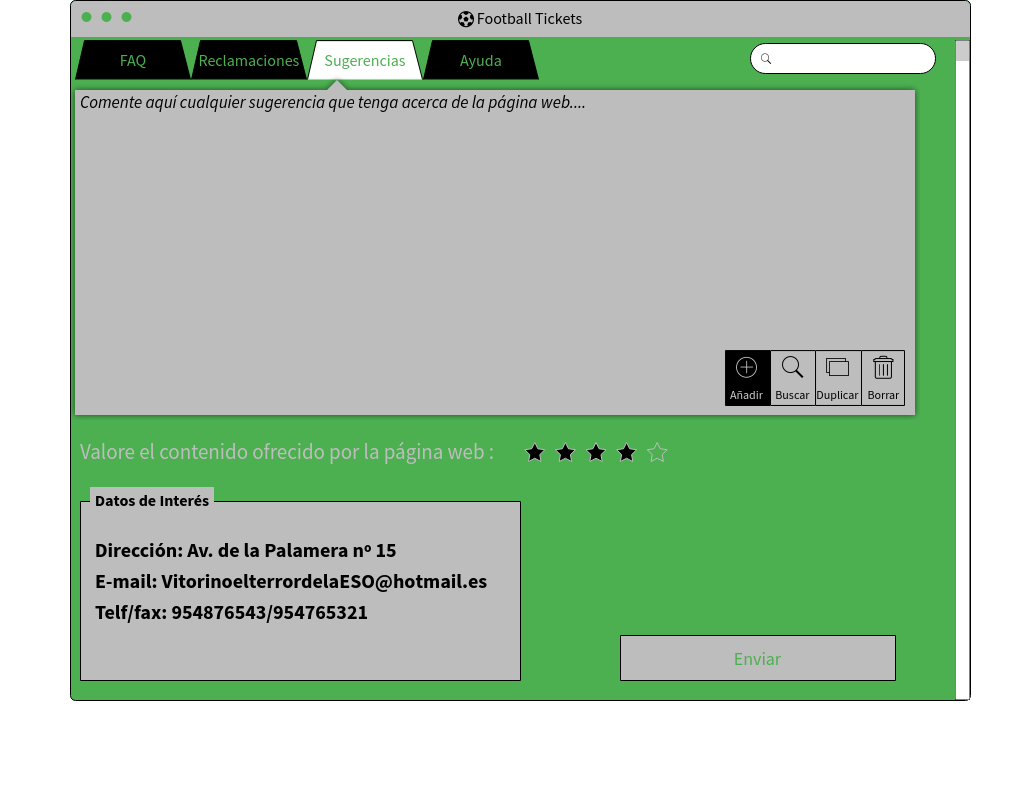 Football Tickets
FAQ Reclamaciones Sugerencias Ayuda
Comente aquí cualquier sugerencia que tenga acerca de la página web....
Añadir Buscar Duplicar Borrar
Valore el contenido ofrecido por la página web :
Datos de Interés
Dirección: Av. de la Palamera nº 15
E-mail: VitorinoelterrordelaESO@hotmail.es
Telf/fax: 954876543/954765321
Enviar